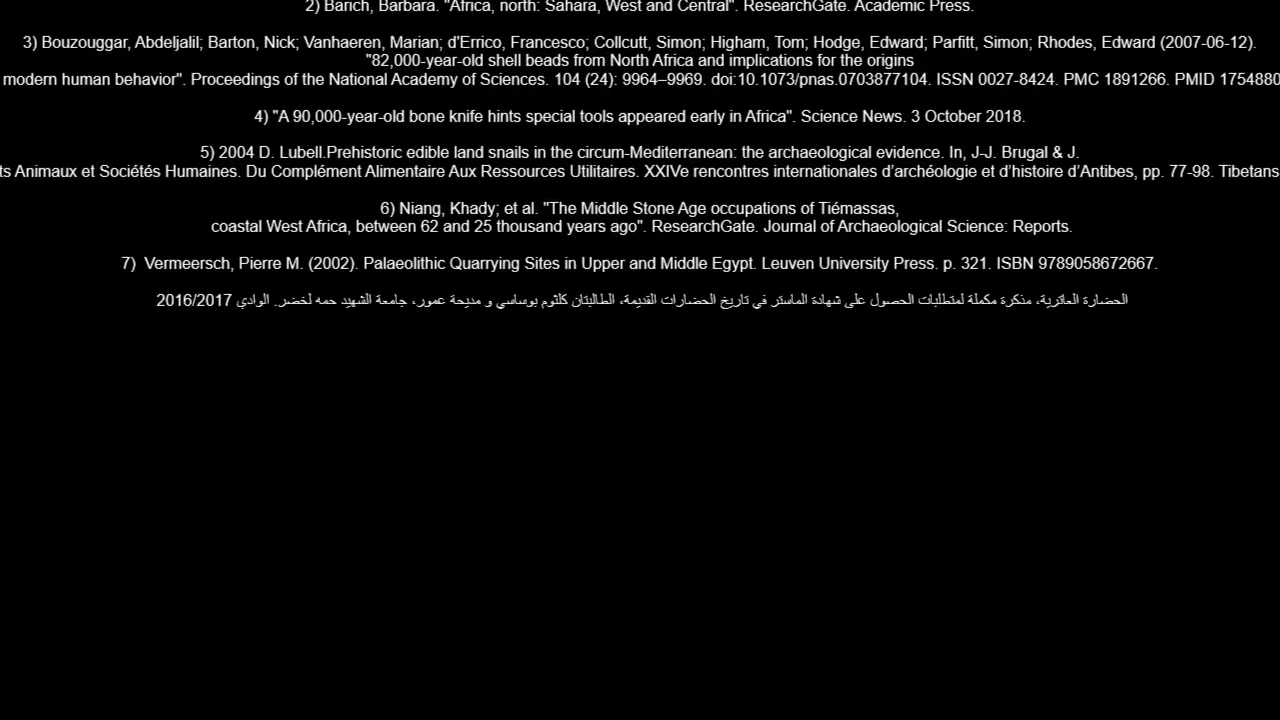 2) Barich, Barbara. "Africa, north: Sahara, West and Central". ResearchGate. Academic Press.
3) Bouzouggar, Abdeljalil; Barton, Nick; Vanhaeren, Marian; d'Errico, Francesco; Collcutt, Simon; Higham, Tom; Hodge, Edward; Parfitt, Simon; Rhodes, Edward (2007-06-12).
"82,000-year-old shell beads from North Africa and implications for the origins
modern human behavior". Proceedings of the National Academy of Sciences. 104 (24): 9964–9969. doi:10.1073/pnas.0703877104. ISSN 0027-8424. PMC 1891266. PMID 1754880
4) "A 90,000-year-old bone knife hints special tools appeared early in Africa". Science News. 3 October 2018.
5) 2004 D. Lubell.Prehistoric edible land snails in the circum-Mediterranean: the archaeological evidence. In, J-J. Brugal & J.
ts Animaux et Sociétés Humaines. Du Complément Alimentaire Aux Ressources Utilitaires. XXIVe rencontres internationales d’archéologie et d’histoire d’Antibes, pp. 77-98. Tibetans
6) Niang, Khady; et al. "The Middle Stone Age occupations of Tiémassas,
coastal West Africa, between 62 and 25 thousand years ago". ResearchGate. Journal of Archaeological Science: Reports.
7)  Vermeersch, Pierre M. (2002). Palaeolithic Quarrying Sites in Upper and Middle Egypt. Leuven University Press. p. 321. ISBN 9789058672667.
الحضارة العاترية، مذكرة مكملة لمتطلبات الحصول على شهادة الماستر في تاريخ الحضارات القديمة، الطالبتان كلثوم بوساسي و مديحة عمور، جامعة الشهيد حمه لخضر. الوادي 2016/2017